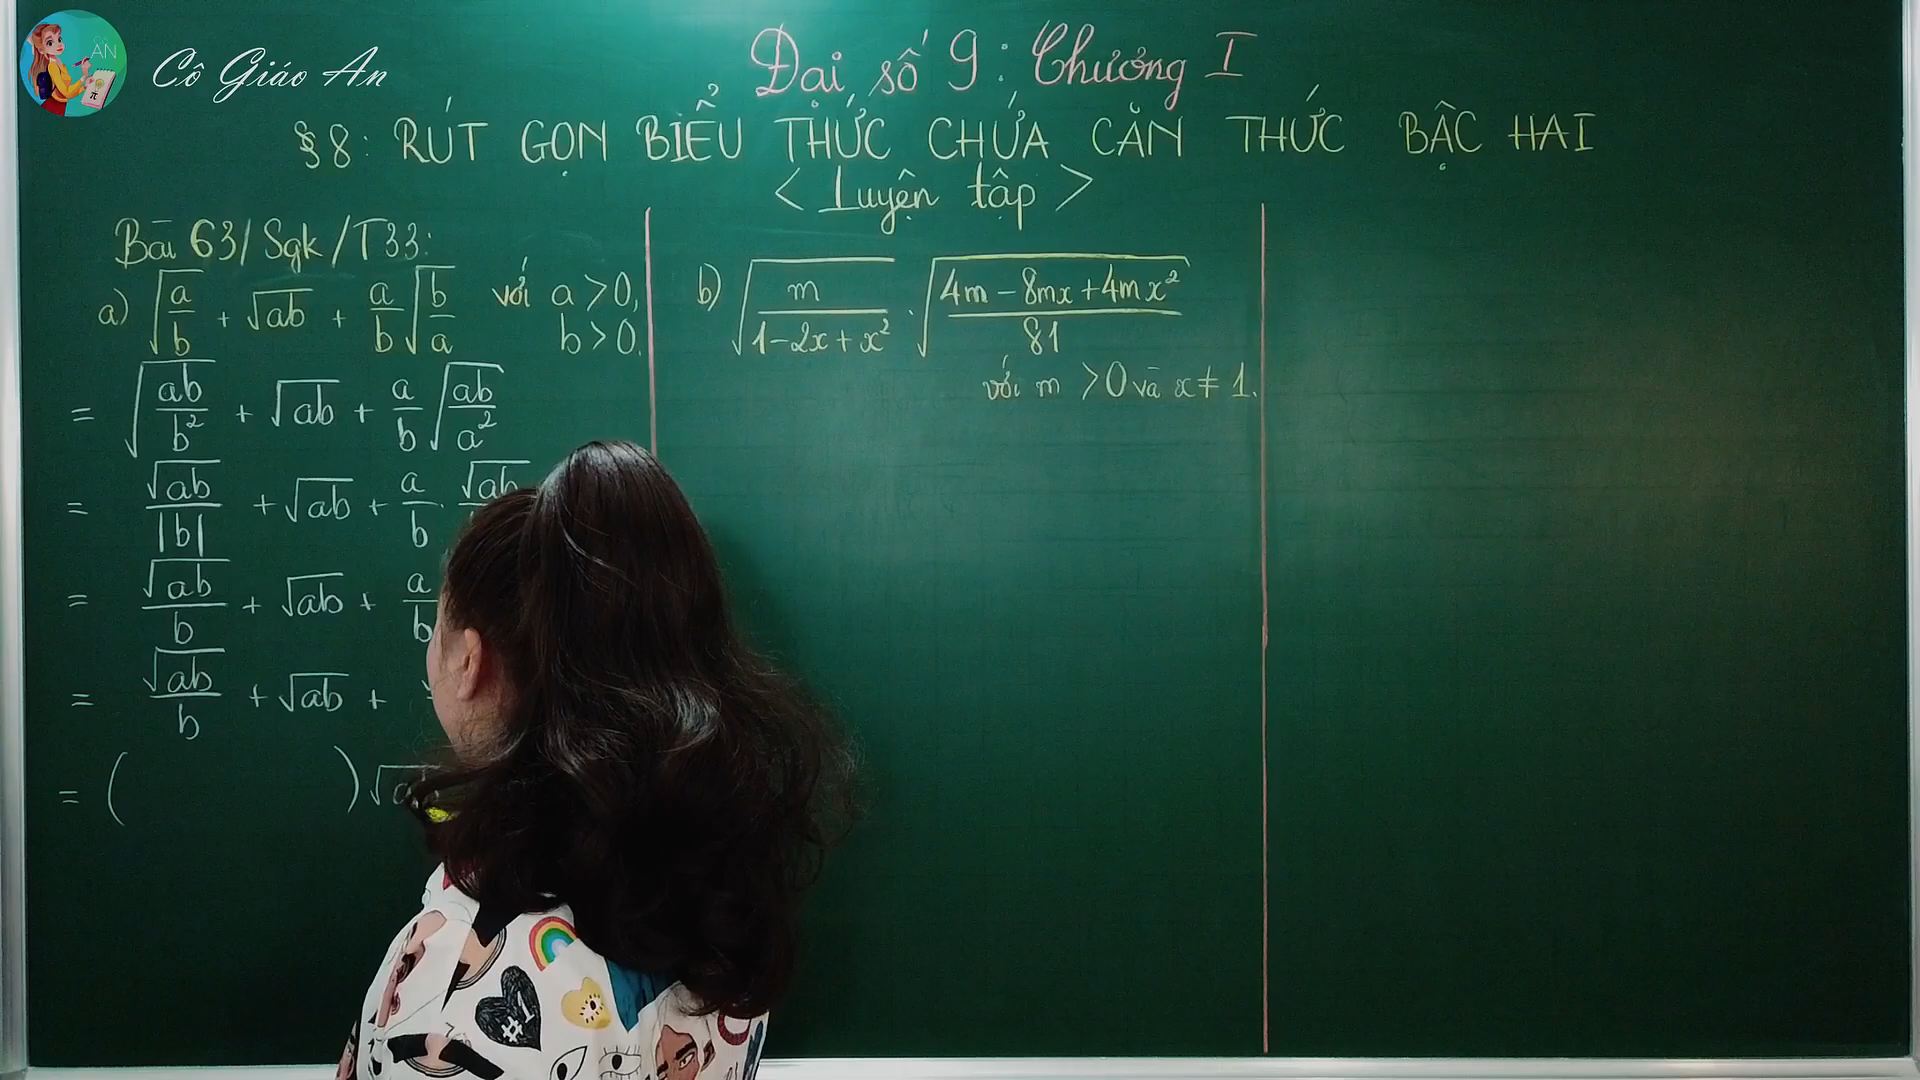 Cô Giáo An
Đại số 9: Chương I
§8: RÚT GỌN BIỂU THỨC CHỨA CĂN THỨC BẬC HAI
< Luyện tập >
Bài 63/Sgk/T33:
a) √(a/b) + √ab + a/b √(b/a) với a > 0,
b > 0.
= √(ab/b²) + √ab + a/b √(ab/a²)
= √ab/|b| + √ab + a/b . √ab
= √ab/b + √ab + a/b
= √ab/b + √ab +
= ( ) √
b) √(m/(1-2x+x²)) . √((4m-8mx+4mx²)/81)
với m > 0 và x ≠ 1.
AN
#1